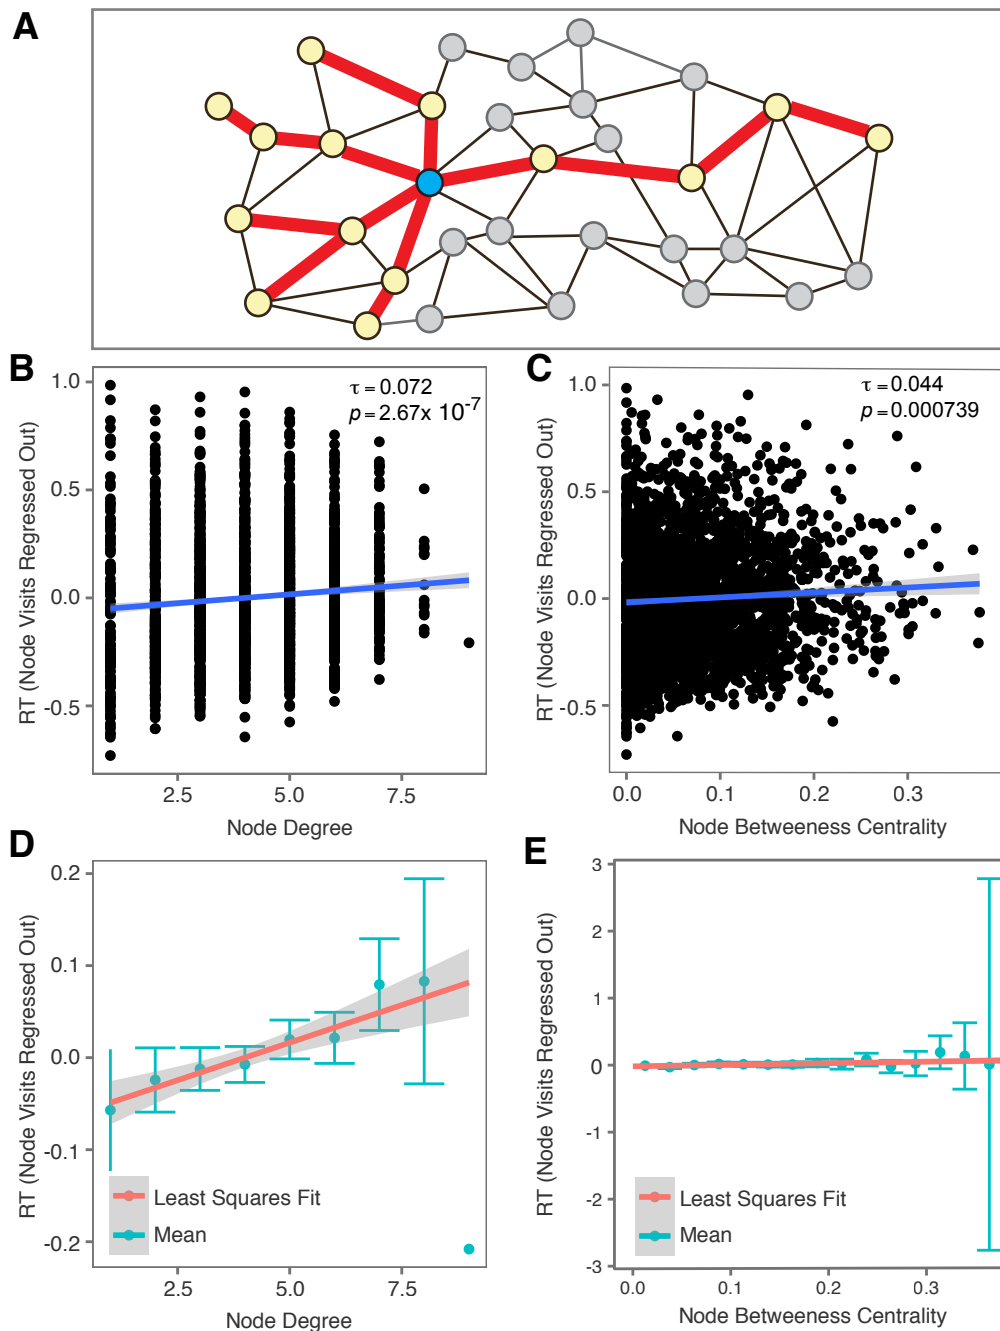 A
B
1.0
0.5
0.0
-0.5
τ = 0.072
p = 2.67x 10-7
2.5
5.0
7.5
Node Degree
RT (Node Visits Regressed Out)
C
1.0
0.5
0.0
-0.5
τ = 0.044
p = 0.000739
0.0
0.1
0.2
0.3
Node Betweeness Centrality
RT (Node Visits Regressed Out)
D
0.2
0.1
0.0
-0.1
-0.2
Least Squares Fit
Mean
2.5
5.0
7.5
Node Degree
RT (Node Visits Regressed Out)
E
3
2
1
0
-1
-2
-3
Least Squares Fit
Mean
0.0
0.1
0.2
0.3
Node Betweeness Centrality
RT (Node Visits Regressed Out)